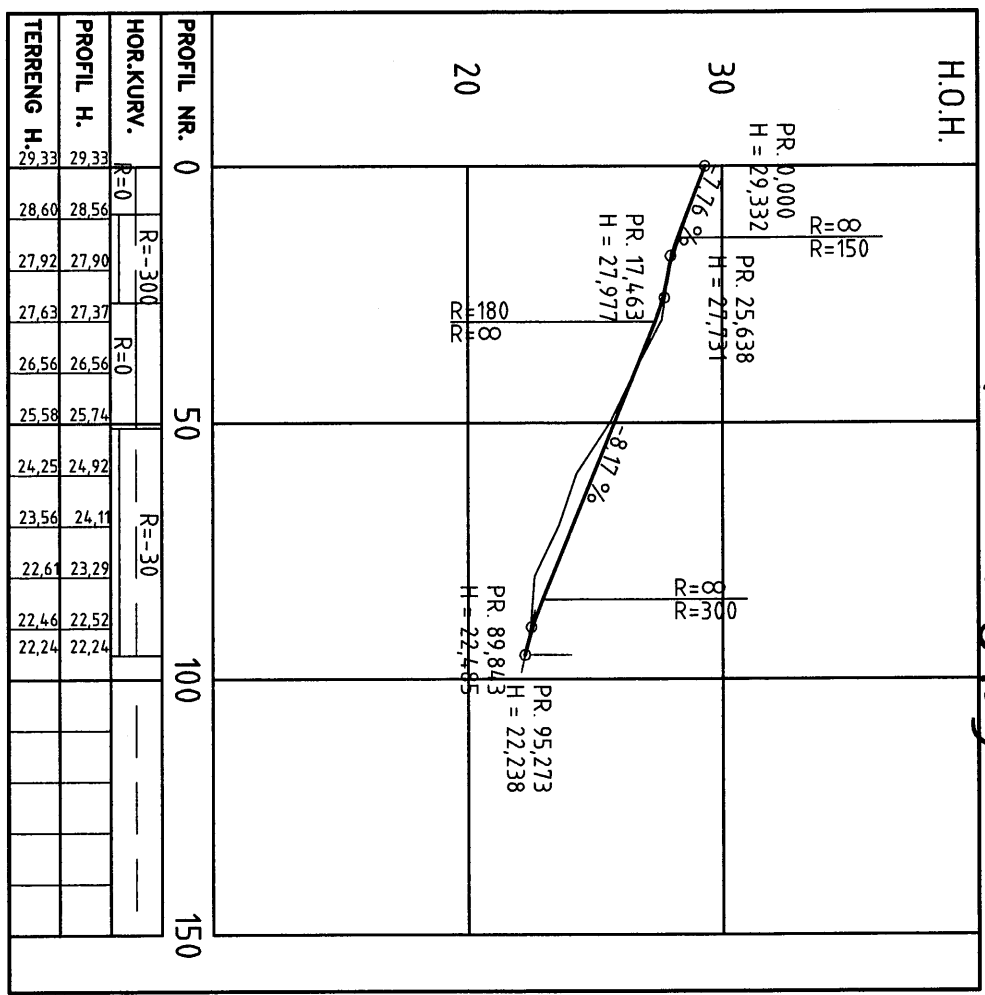 H.O.H.
30
20
PR. 0,000
H = 29,332
-7.76 %
R=∞
R=150
PR. 17,463
H = 27,977
PR. 25,638
H = 27,731
R=180
R=∞
-8,17 %
R=∞
R=300
PR. 89,843
H = 22,485
PR. 95,273
H = 22,238
PROFIL NR. 0 50 100 150
HOR.KURV. R=0 R=-300 R=0 R=-30
PROFIL H. 29,33 28,56 27,90 27,37 26,56 25,74 24,92 24,11 23,29 22,52 22,24
TERRENG H. 29,33 28,60 27,92 27,63 26,56 25,58 24,25 23,56 22,61 22,46 22,24